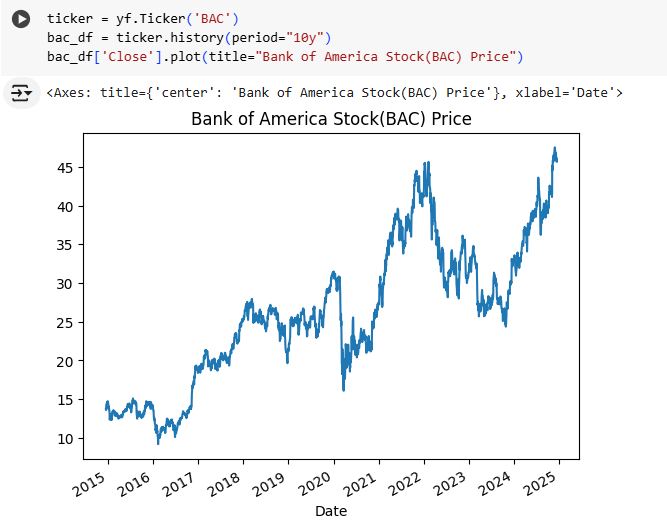 ticker = yf.Ticker('BAC')
bac_df = ticker.history(period="10y")
bac_df['Close'].plot(title="Bank of America Stock(BAC) Price")
<Axes: title={'center': 'Bank of America Stock(BAC) Price'}, xlabel='Date'>
Bank of America Stock(BAC) Price
45
40
35
30
25
20
15
10
2015 2016 2017 2018 2019 2020 2021 2022 2023 2024 2025
Date